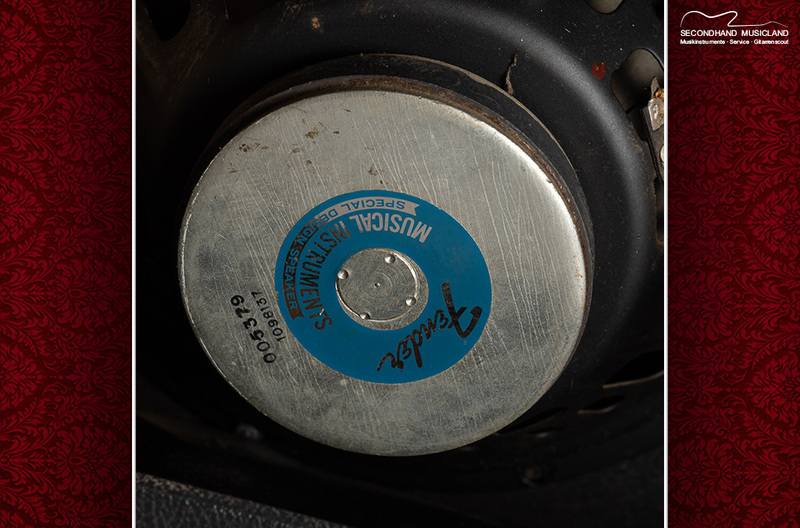 SECONDHAND MUSICLAND
Musikinstrumente · Service · Gitarrenscout
Fender
MUSICAL INSTRUMENTS
SPECIAL DESIGN SPEAKER
005379
1098137